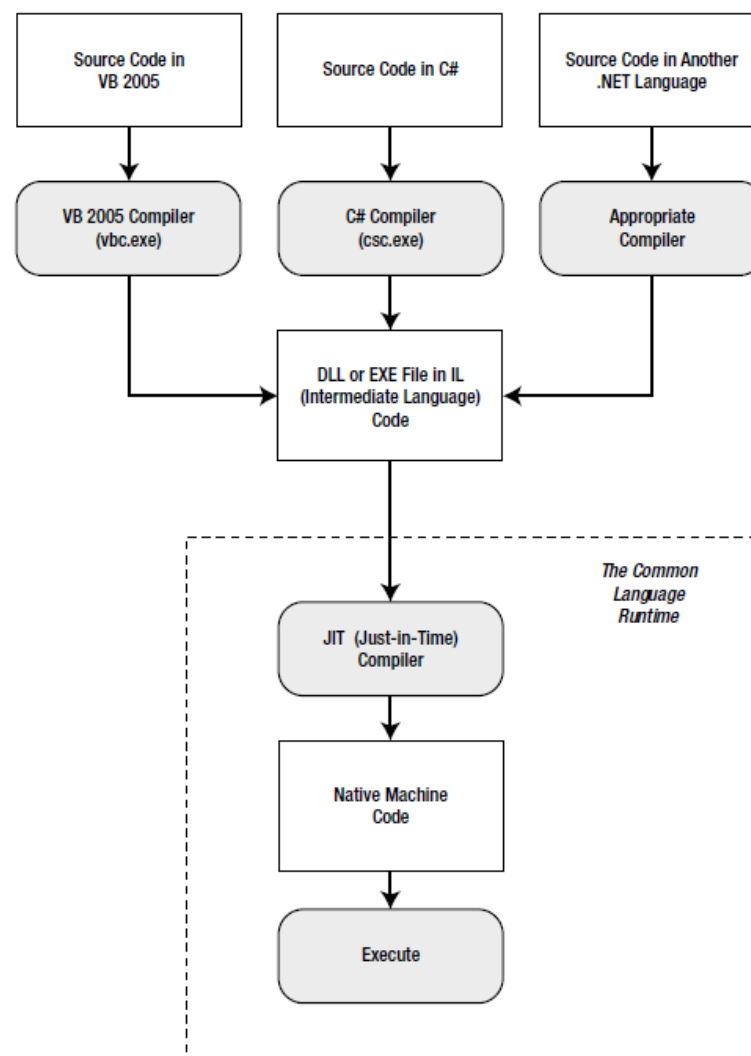 Source Code in
VB 2005
Source Code in C#
Source Code in Another
.NET Language
VB 2005 Compiler
(vbc.exe)
C# Compiler
(csc.exe)
Appropriate
Compiler
DLL or EXE File in IL
(Intermediate Language)
Code
The Common
Language
Runtime
JIT (Just-in-Time)
Compiler
Native Machine
Code
Execute